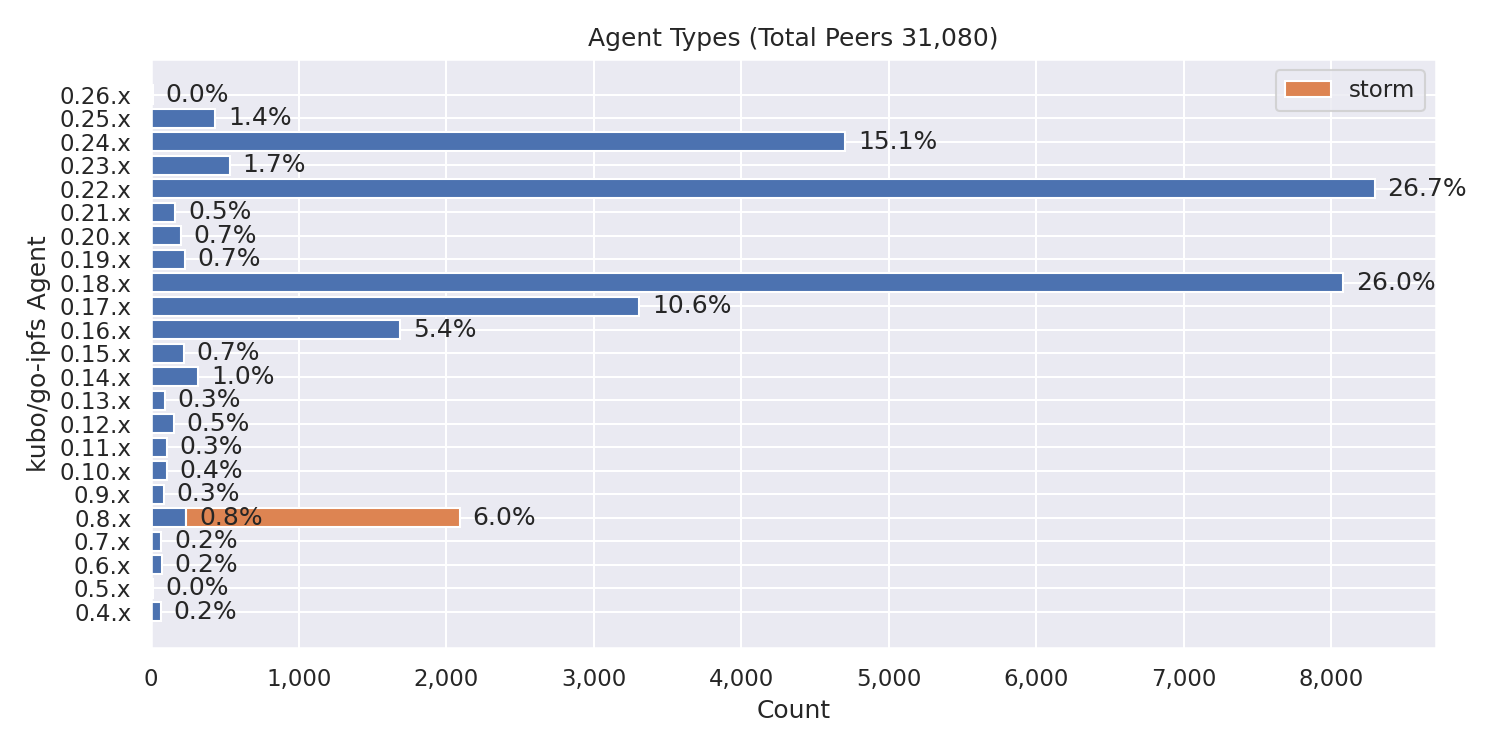 Agent Types (Total Peers 31,080)
storm
kubo/go-ipfs Agent
0.26.x 0.0%
0.25.x 1.4%
0.24.x 15.1%
0.23.x 1.7%
0.22.x 26.7%
0.21.x 0.5%
0.20.x 0.7%
0.19.x 0.7%
0.18.x 26.0%
0.17.x 10.6%
0.16.x 5.4%
0.15.x 0.7%
0.14.x 1.0%
0.13.x 0.3%
0.12.x 0.5%
0.11.x 0.3%
0.10.x 0.4%
0.9.x 0.3%
0.8.x 0.8% 6.0%
0.7.x 0.2%
0.6.x 0.2%
0.5.x 0.0%
0.4.x 0.2%
0 1,000 2,000 3,000 4,000 5,000 6,000 7,000 8,000
Count